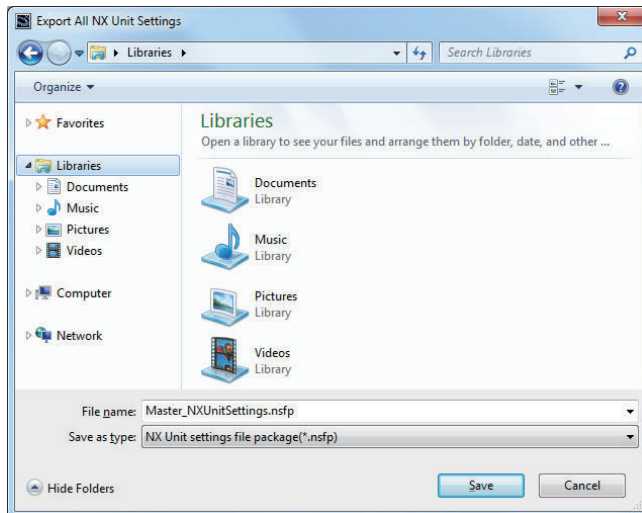 Export All NX Unit Settings
Libraries
Search Libraries
Organize
Favorites
Libraries
Documents
Music
Pictures
Videos
Computer
Network
Libraries
Open a library to see your files and arrange them by folder, date, and other ...
Documents
Library
Music
Library
Pictures
Library
Videos
Library
File name: Master_NXUnitSettings.nsfp
Save as type: NX Unit settings file package(*.nsfp)
Hide Folders
Save
Cancel